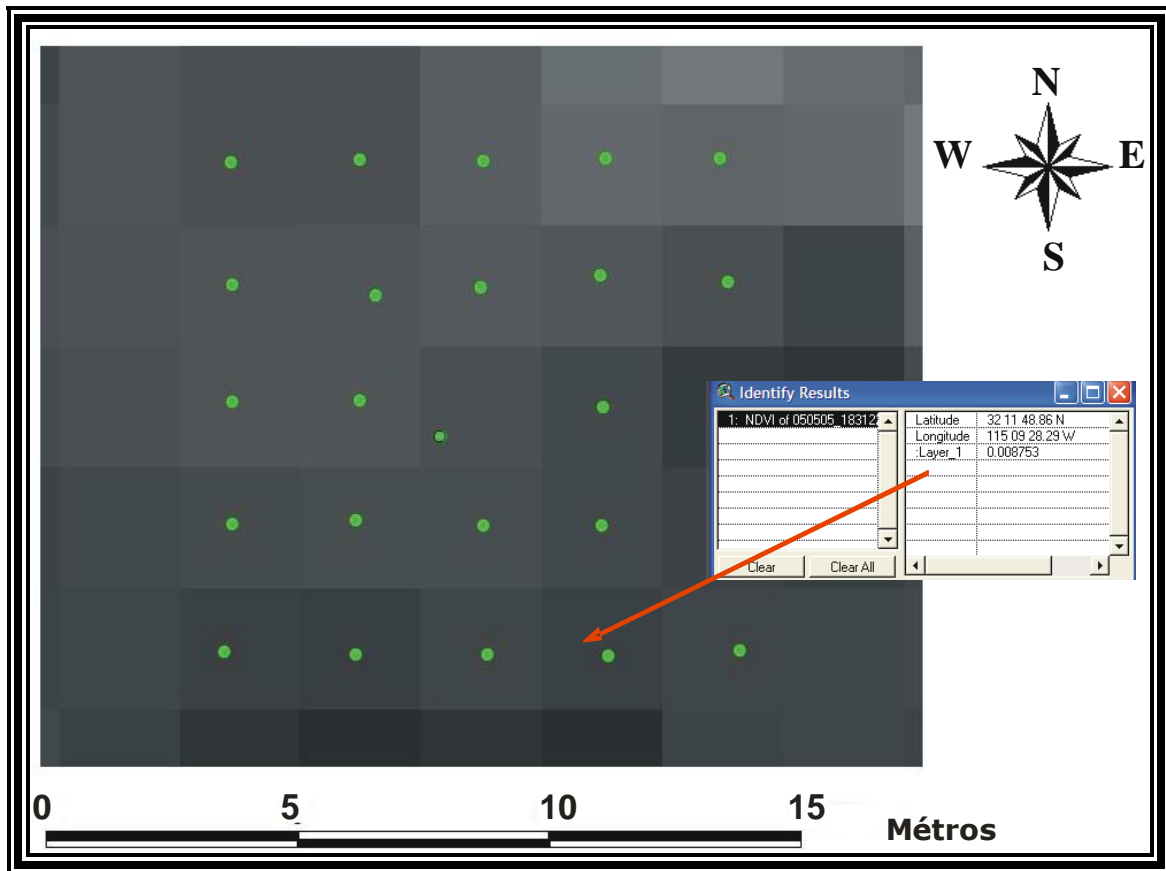 N
W E
S
Identify Results
1: NDVI of 050505_18312
Latitude 32 11 48.86 N
Longitude 115 09 28.29 W
:Layer_1 0.008753
Clear Clear All
0 5 10 15
Métros